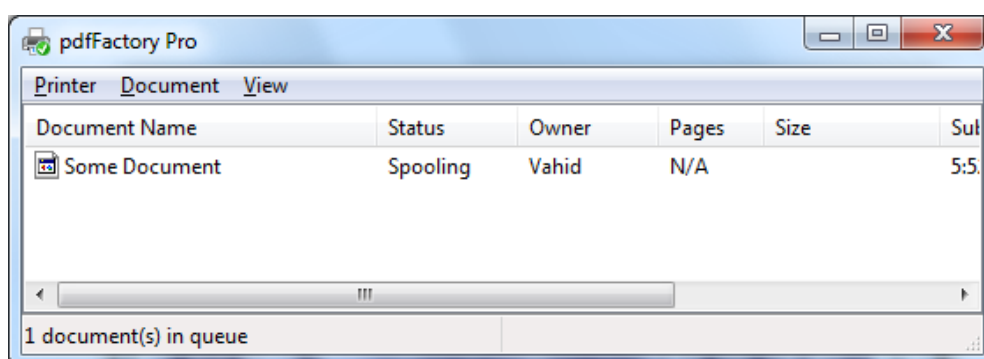 pdfFactory Pro
Printer Document View
Document Name Status Owner Pages Size
Some Document Spooling Vahid N/A
1 document(s) in queue